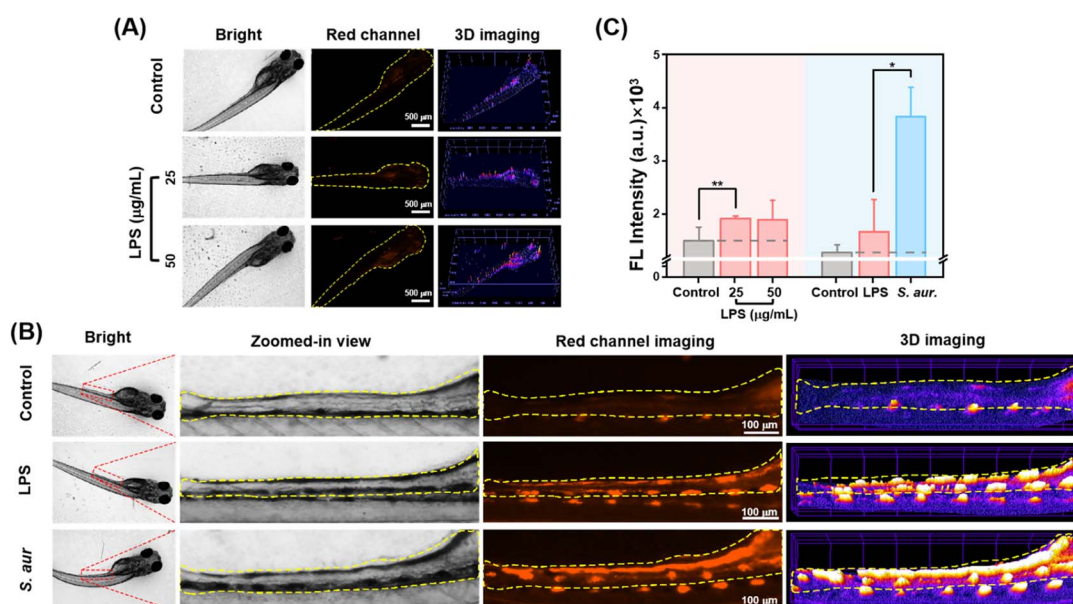 (A)
Bright Red channel 3D imaging
Control
500 μm
LPS (μg/mL)
25
500 μm
50
500 μm
(C)
FL Intensity (a.u.)×10³
5
4
3
2
0
**
*
Control 25 50 Control LPS S. aur.
LPS (μg/mL)
(B)
Bright Zoomed-in view Red channel imaging 3D imaging
Control
100 μm
LPS
100 μm
S. aur
100 μm